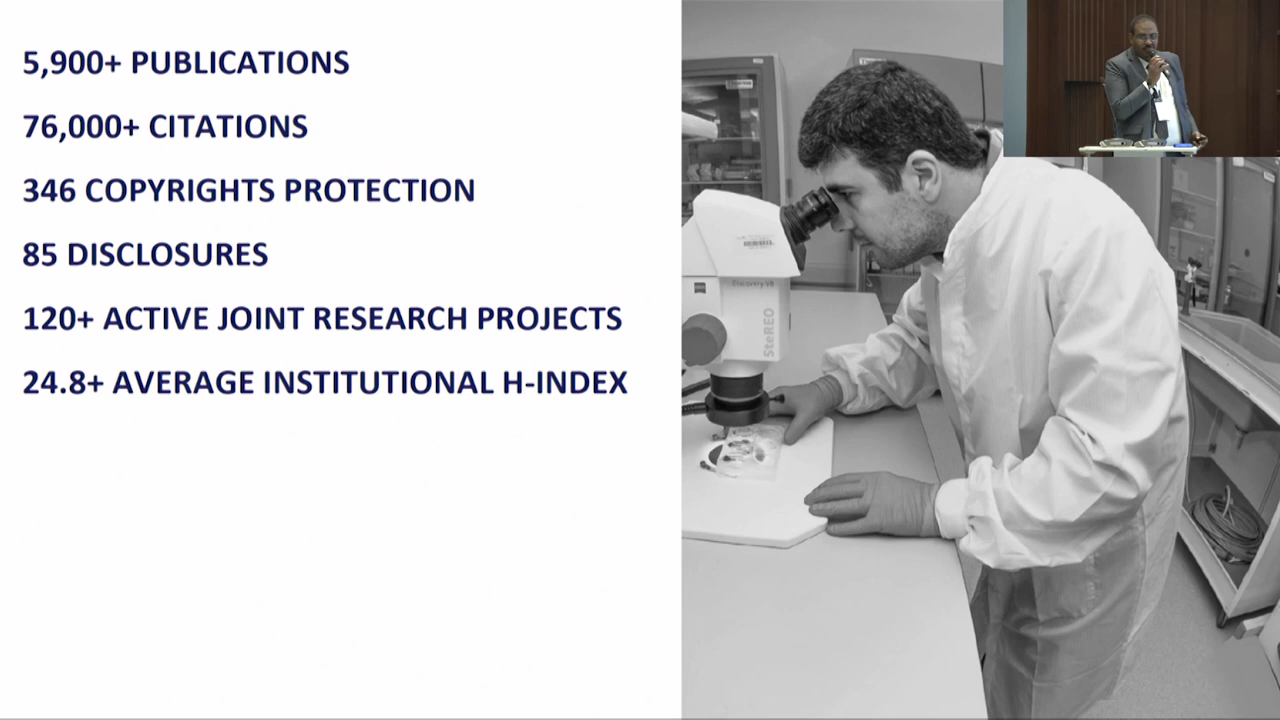 5,900+ PUBLICATIONS
76,000+ CITATIONS
346 COPYRIGHTS PROTECTION
85 DISCLOSURES
120+ ACTIVE JOINT RESEARCH PROJECTS
24.8+ AVERAGE INSTITUTIONAL H-INDEX
Discovery V8
SteREO